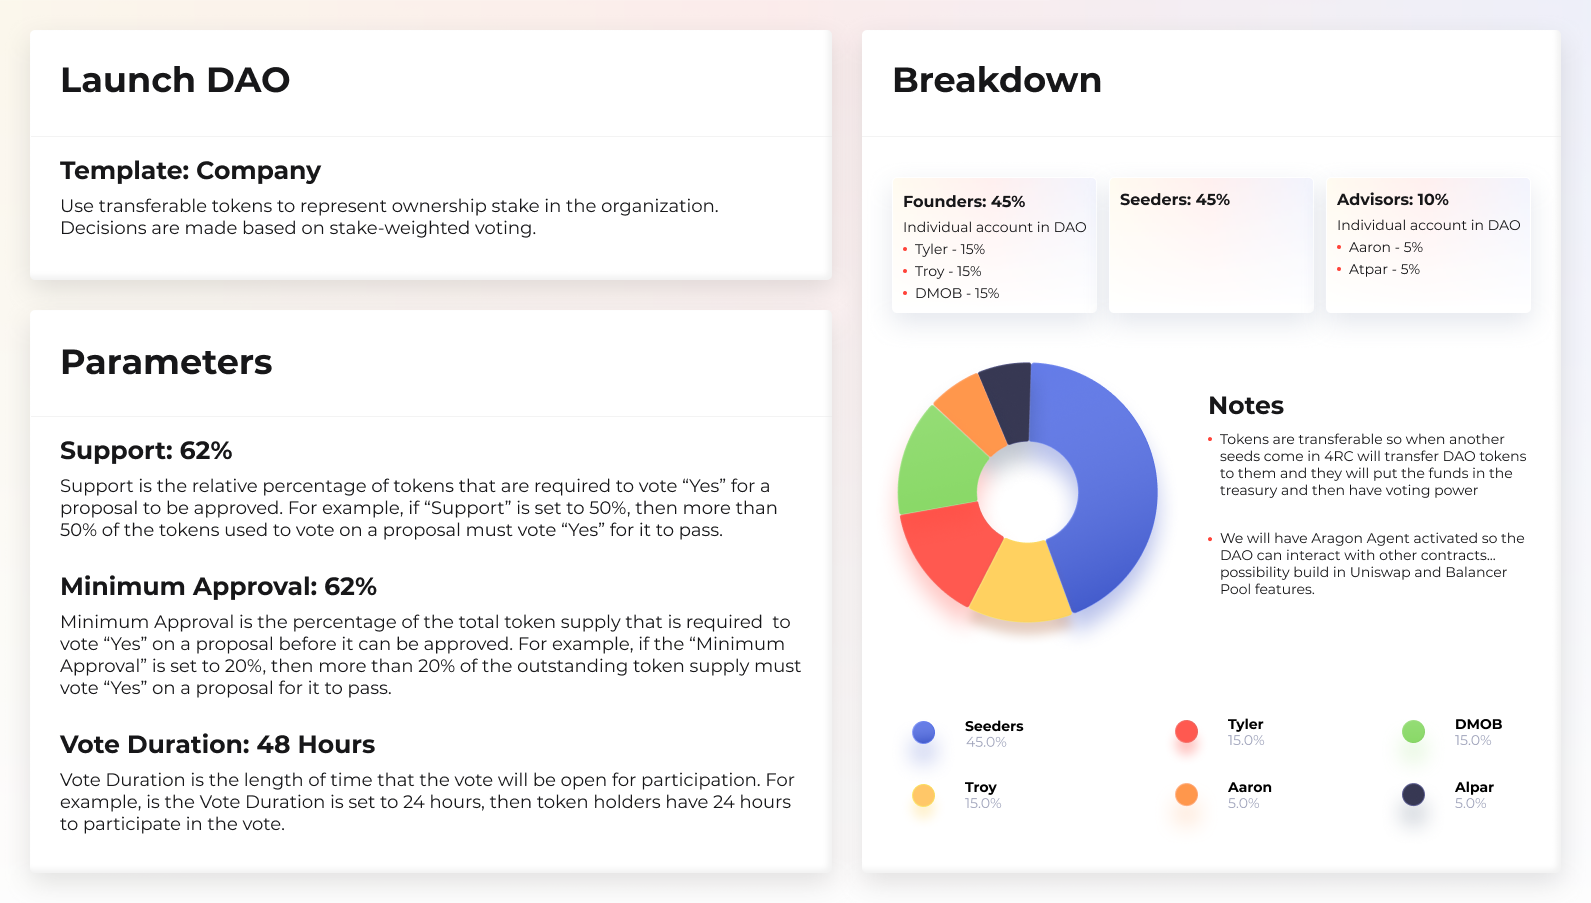 Launch DAO
Template: Company
Use transferable tokens to represent ownership stake in the organization.
Decisions are made based on stake-weighted voting.
Parameters
Support: 62%
Support is the relative percentage of tokens that are required to vote “Yes” for a
proposal to be approved. For example, if “Support” is set to 50%, then more than
50% of the tokens used to vote on a proposal must vote “Yes” for it to pass.
Minimum Approval: 62%
Minimum Approval is the percentage of the total token supply that is required  to
vote “Yes” on a proposal before it can be approved. For example, if the “Minimum
Approval” is set to 20%, then more than 20% of the outstanding token supply must
vote “Yes” on a proposal for it to pass.
Vote Duration: 48 Hours
Vote Duration is the length of time that the vote will be open for participation. For
example, is the Vote Duration is set to 24 hours, then token holders have 24 hours
to participate in the vote.
Breakdown
Founders: 45%
Individual account in DAO
• Tyler - 15%
• Troy - 15%
• DMOB - 15%
Seeders: 45%
Advisors: 10%
Individual account in DAO
• Aaron - 5%
• Atpar - 5%
Notes
• Tokens are transferable so when another
seeds come in 4RC will transfer DAO tokens
to them and they will put the funds in the
treasury and then have voting power
• We will have Aragon Agent activated so the
DAO can interact with other contracts...
possibility build in Uniswap and Balancer
Pool features.
Seeders
45.0%
Tyler
15.0%
DMOB
15.0%
Troy
15.0%
Aaron
5.0%
Alpar
5.0%